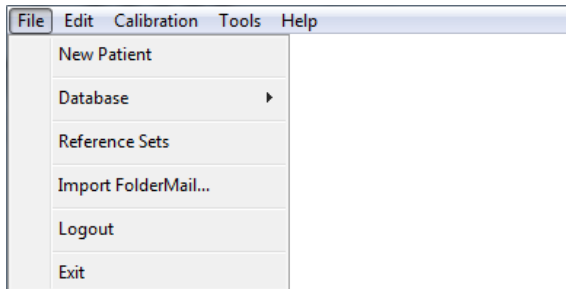 File Edit Calibration Tools Help
New Patient
Database
Reference Sets
Import FolderMail...
Logout
Exit